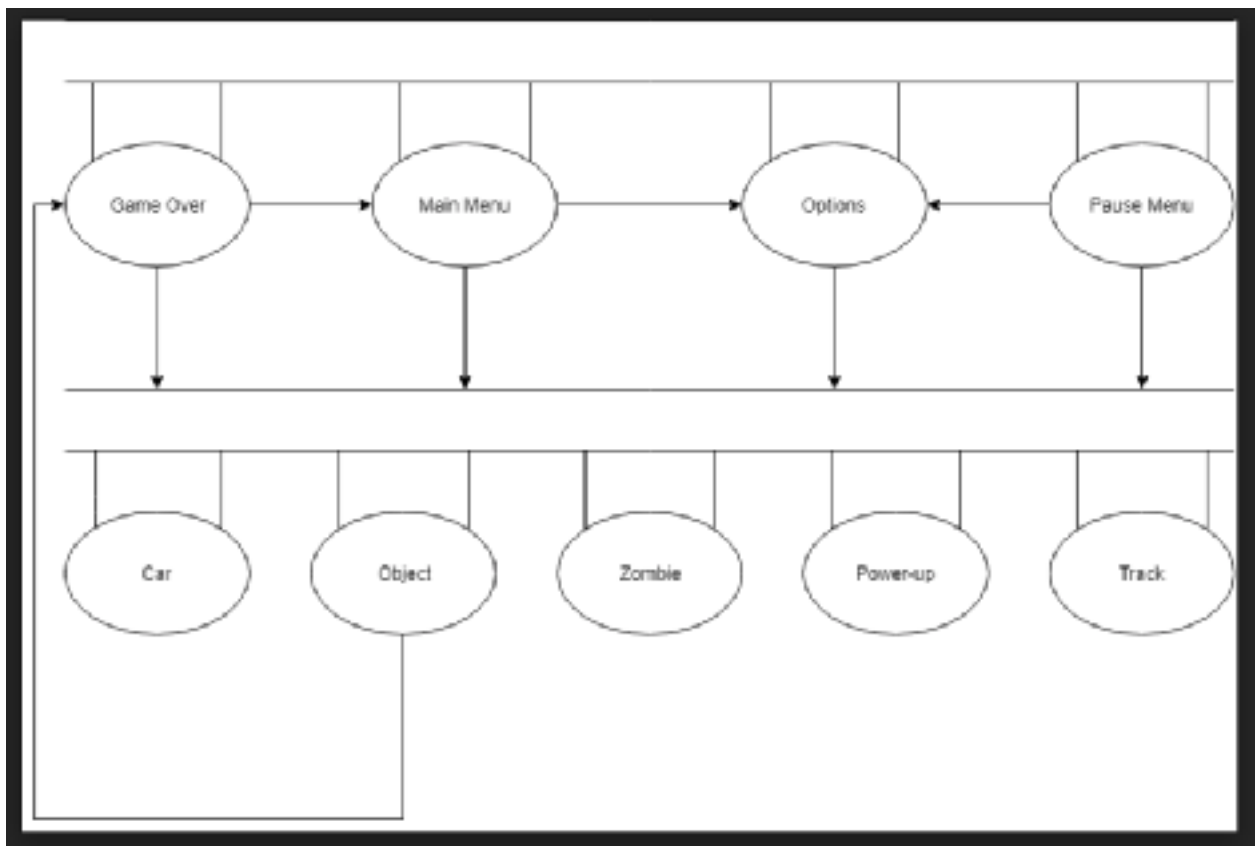 Game Over
Main Menu
Options
Pause Menu
Car
Object
Zombie
Power-up
Track